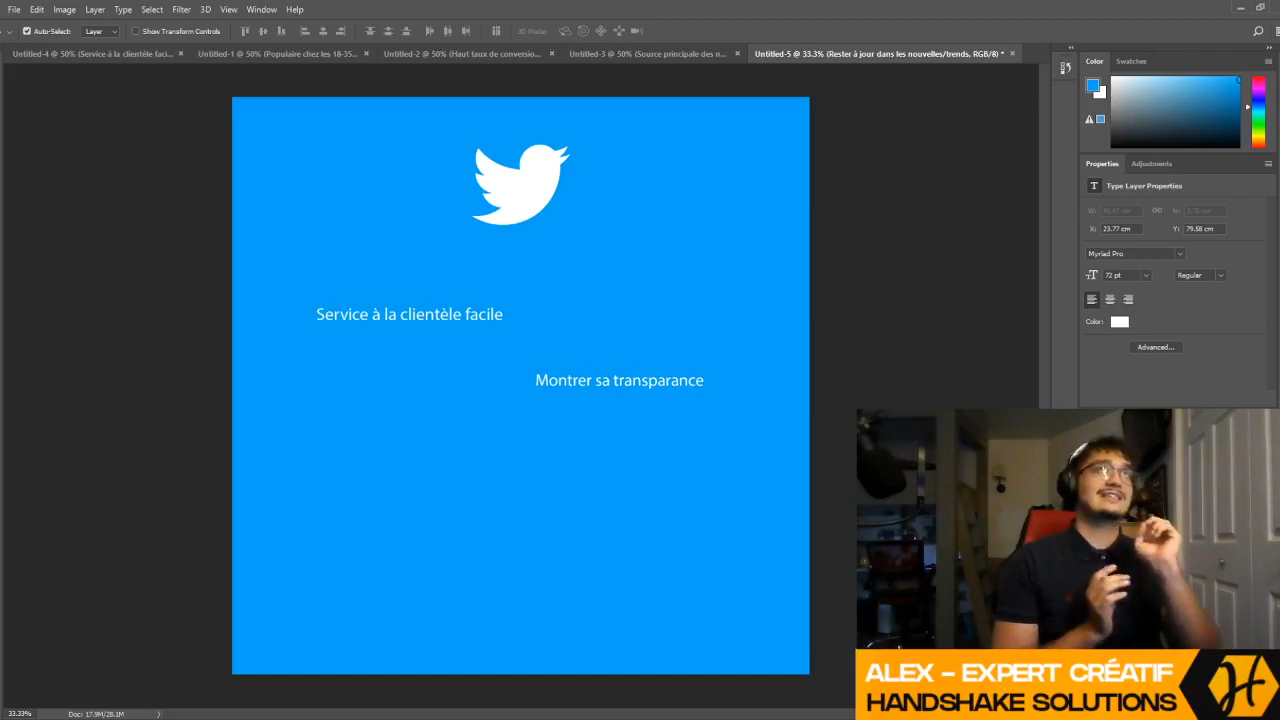 File Edit Image Layer Type Select Filter 3D View Window Help
Auto-Select: Layer Show Transform Controls 3D Mode:
Untitled-4 @ 50% (Service à la clientèle faci... × Untitled-1 @ 50% (Populaire chez les 18-35... × Untitled-2 @ 50% (Haut taux de conversio... × Untitled-3 @ 50% (Source principale des n... × Untitled-5 @ 33.3% (Rester à jour dans les nouvelles/trends, RGB/8) * ×
Color Swatches
Properties Adjustments
T Type Layer Properties
X: 23.77 cm Y: 79.58 cm
Myriad Pro
72 pt Regular
Color:
Advanced...
Service à la clientèle facile
Montrer sa transparance
ALEX - EXPERT CRÉATIF
HANDSHAKE SOLUTIONS
33.33% Doc: 17.9M/28.1M